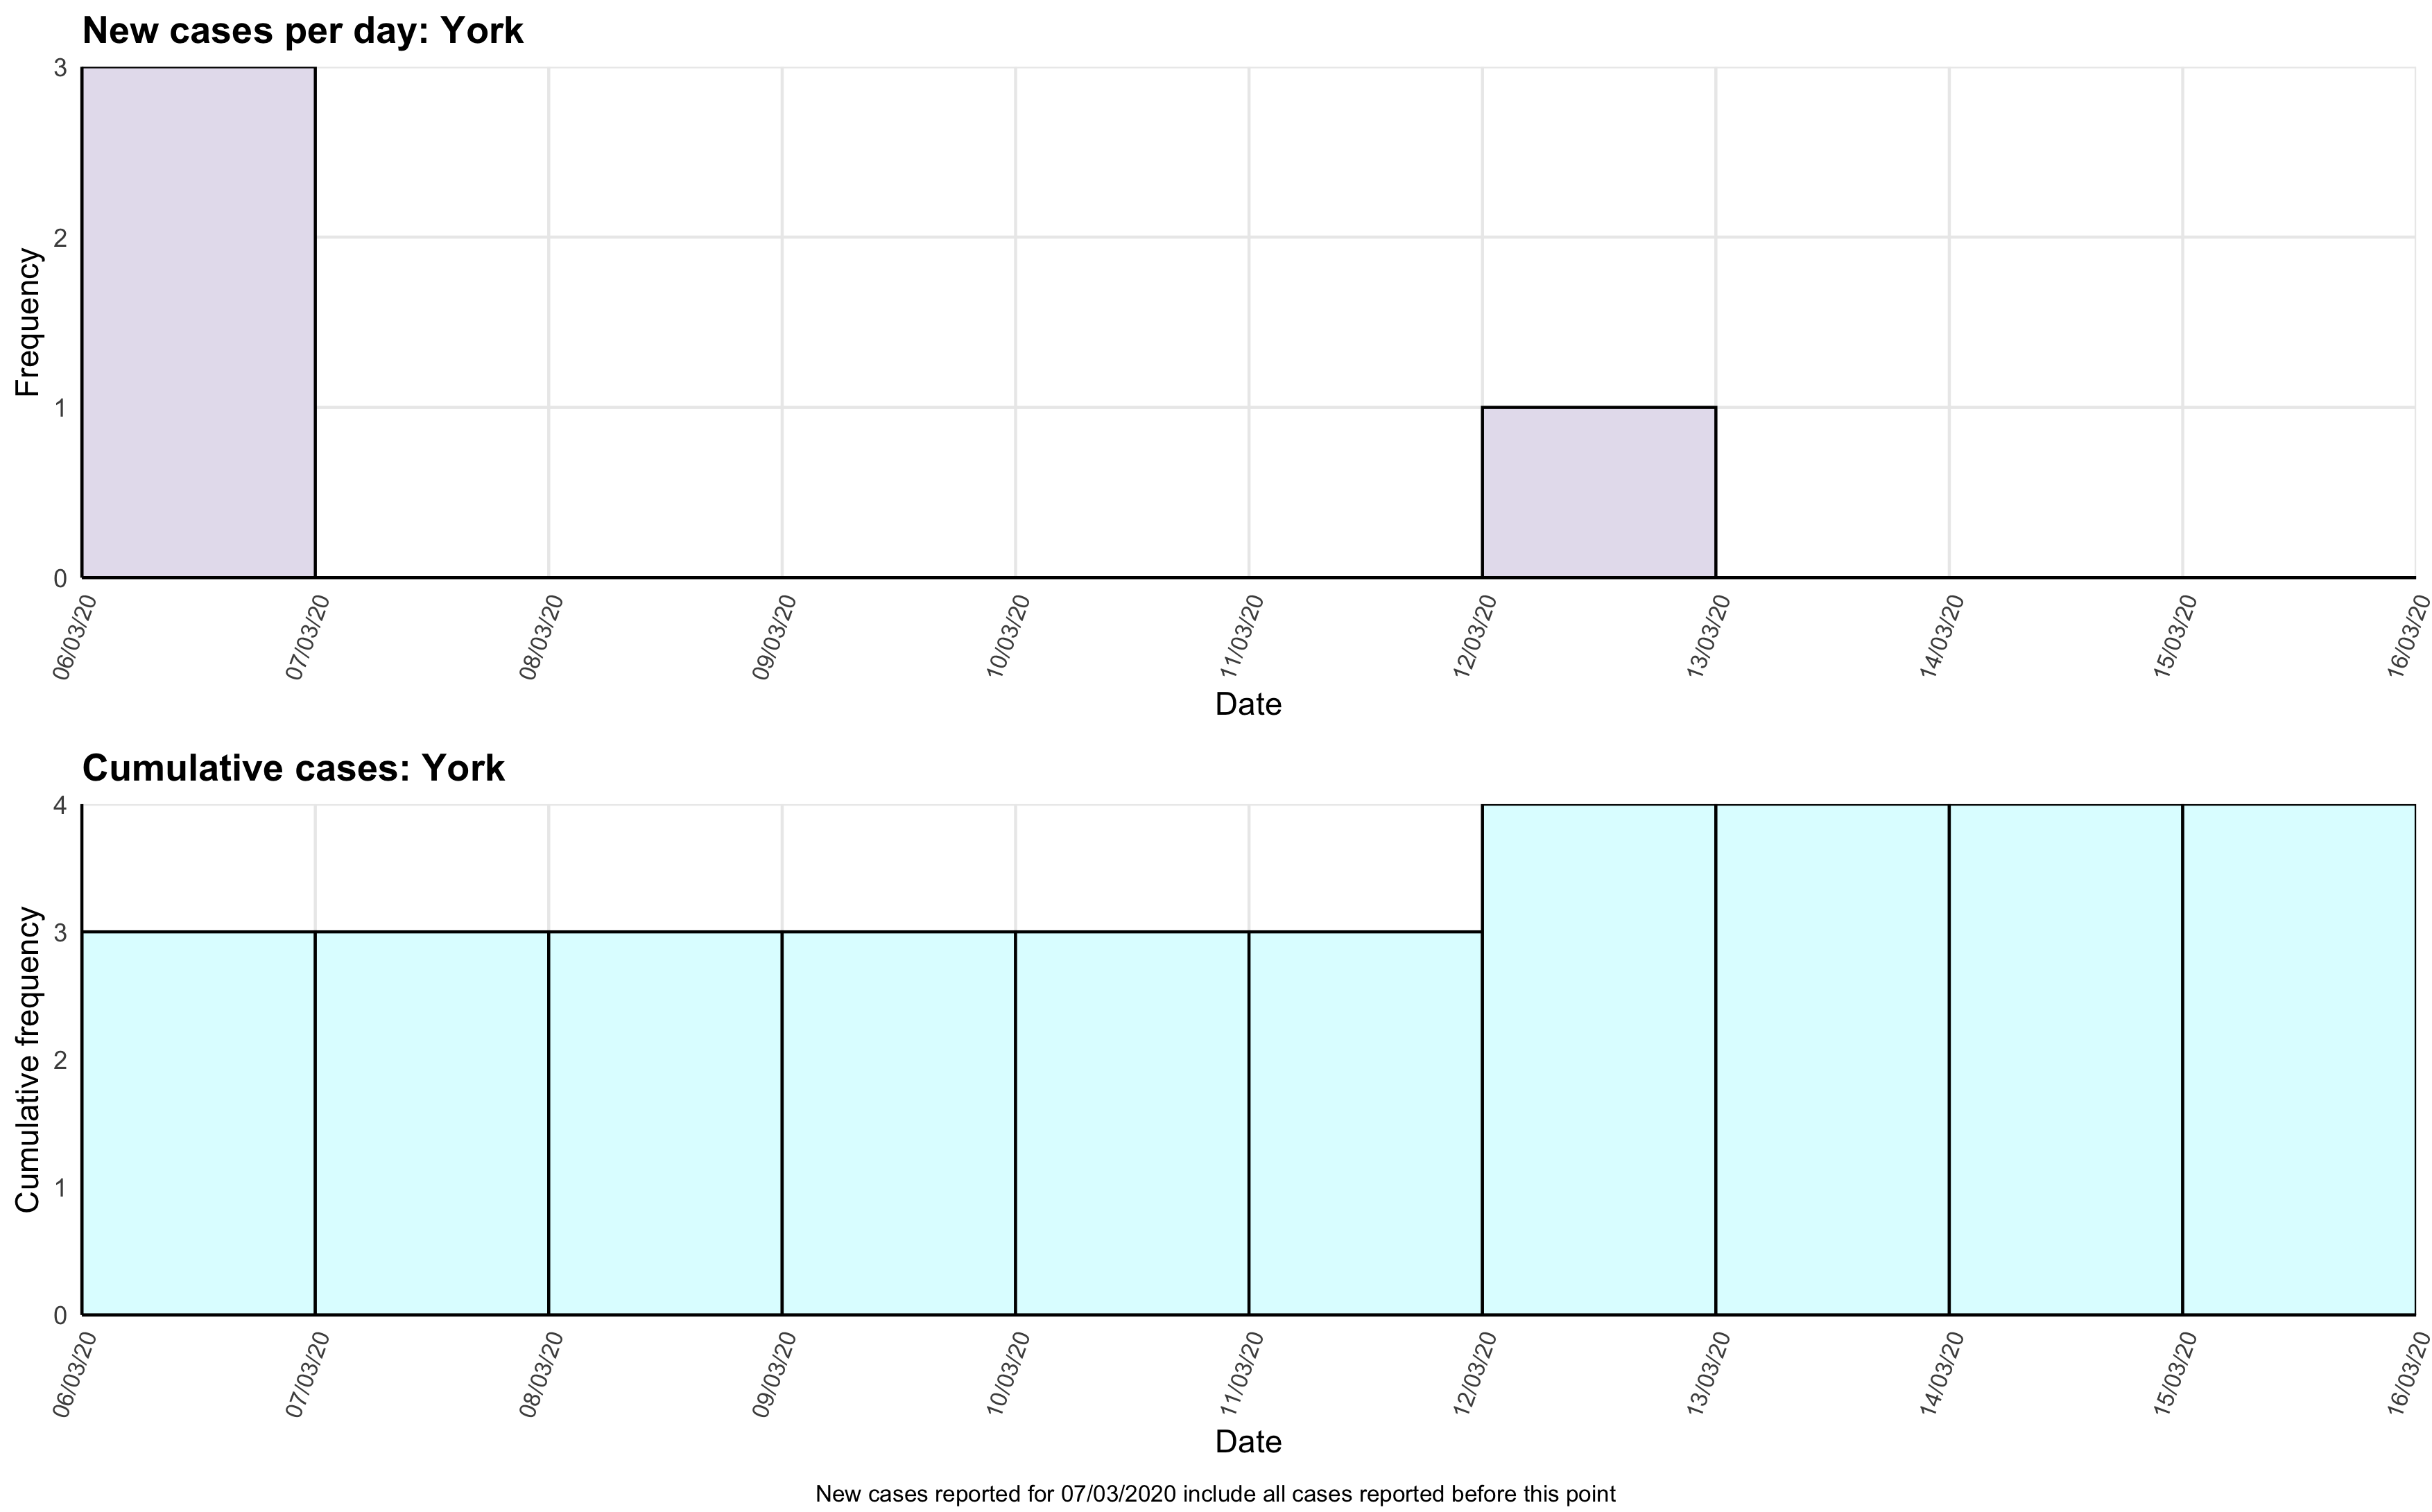 New cases per day: York
3
2
1
0
Frequency
06/03/20 07/03/20 08/03/20 09/03/20 10/03/20 11/03/20 12/03/20 13/03/20 14/03/20 15/03/20 16/03/20
Date
Cumulative cases: York
4
3
2
1
0
Cumulative frequency
06/03/20 07/03/20 08/03/20 09/03/20 10/03/20 11/03/20 12/03/20 13/03/20 14/03/20 15/03/20 16/03/20
Date
New cases reported for 07/03/2020 include all cases reported before this point